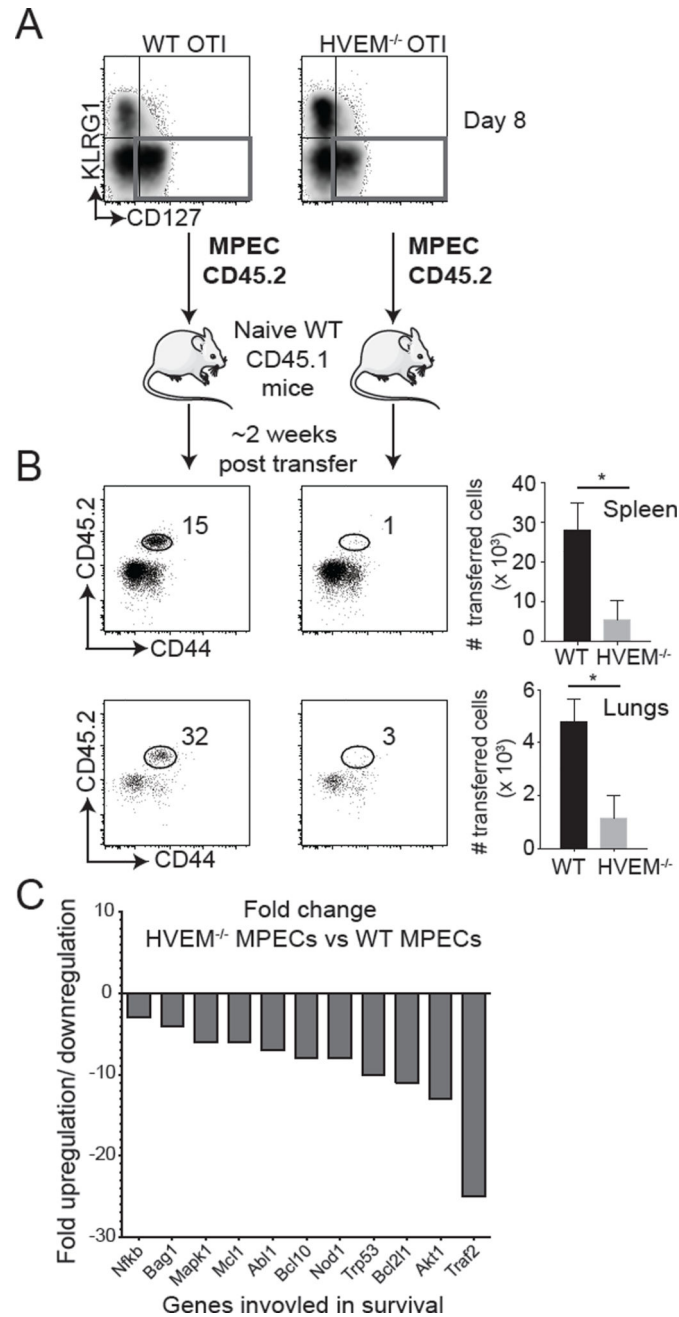 A
WT OTI
HVEM-/- OTI
KLRG1
CD127
Day 8
MPEC
CD45.2
MPEC
CD45.2
Naive WT
CD45.1
mice
~2 weeks
post transfer
B
CD45.2
15
1
CD44
# transferred cells
(x 10³)
40
30
20
10
0
*
Spleen
WT HVEM-/-
CD45.2
32
3
CD44
# transferred cells
(x 10³)
6
4
2
0
*
Lungs
WT HVEM-/-
C
Fold change
HVEM-/- MPECs vs WT MPECs
Fold upregulation/ downregulation
10
0
-10
-20
-30
Nfkb
Bag1
Mapk1
Mcl1
Abl1
Bcl10
Nod1
Trp53
Bcl2l1
Akt1
Traf2
Genes invovled in survival